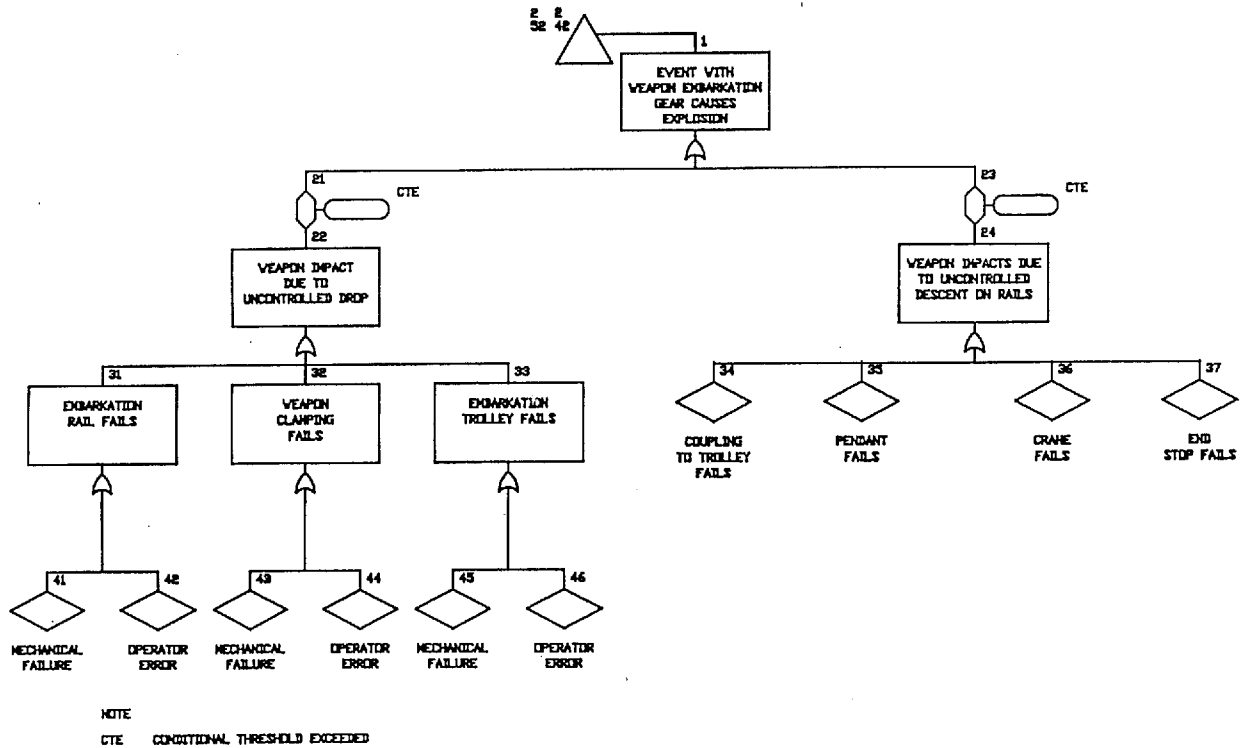 2 2
52 42
1
EVENT WITH
WEAPON EMBARKATION
GEAR CAUSES
EXPLOSION
21
CTE
22
23
CTE
24
WEAPON IMPACT
DUE TO
UNCONTROLLED DROP
WEAPON IMPACTS DUE
TO UNCONTROLLED
DESCENT ON RAILS
31
32
33
34
35
36
37
EMBARKATION
RAIL FAILS
WEAPON
CLAMPING
FAILS
EMBARKATION
TROLLEY FAILS
COUPLING
TO TROLLEY
FAILS
PENDANT
FAILS
CRANE
FAILS
END
STOP FAILS
41
42
43
44
45
46
MECHANICAL
FAILURE
OPERATOR
ERROR
MECHANICAL
FAILURE
OPERATOR
ERROR
MECHANICAL
FAILURE
OPERATOR
ERROR
NOTE
CTE CONDITIONAL THRESHOLD EXCEEDED